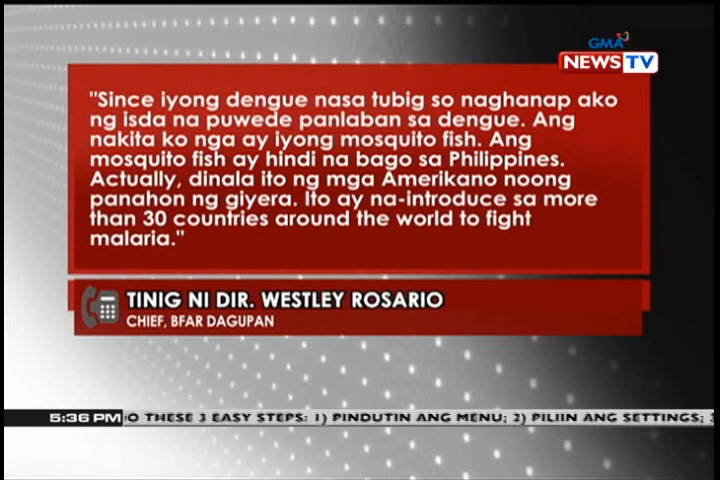 GMA
NEWS TV
"Since iyong dengue nasa tubig so naghanap ako
ng isda na puwede panlaban sa dengue. Ang
nakita ko nga ay iyong mosquito fish. Ang
mosquito fish ay hindi na bago sa Philippines.
Actually, dinala ito ng mga Amerikano noong
panahon ng giyera. Ito ay na-introduce sa more
than 30 countries around the world to fight
malaria."
TINIG NI DIR. WESTLEY ROSARIO
CHIEF, BFAR DAGUPAN
5:36 PM O THESE 3 EASY STEPS: 1) PINDUTIN ANG MENU; 2) PILIIN ANG SETTINGS;